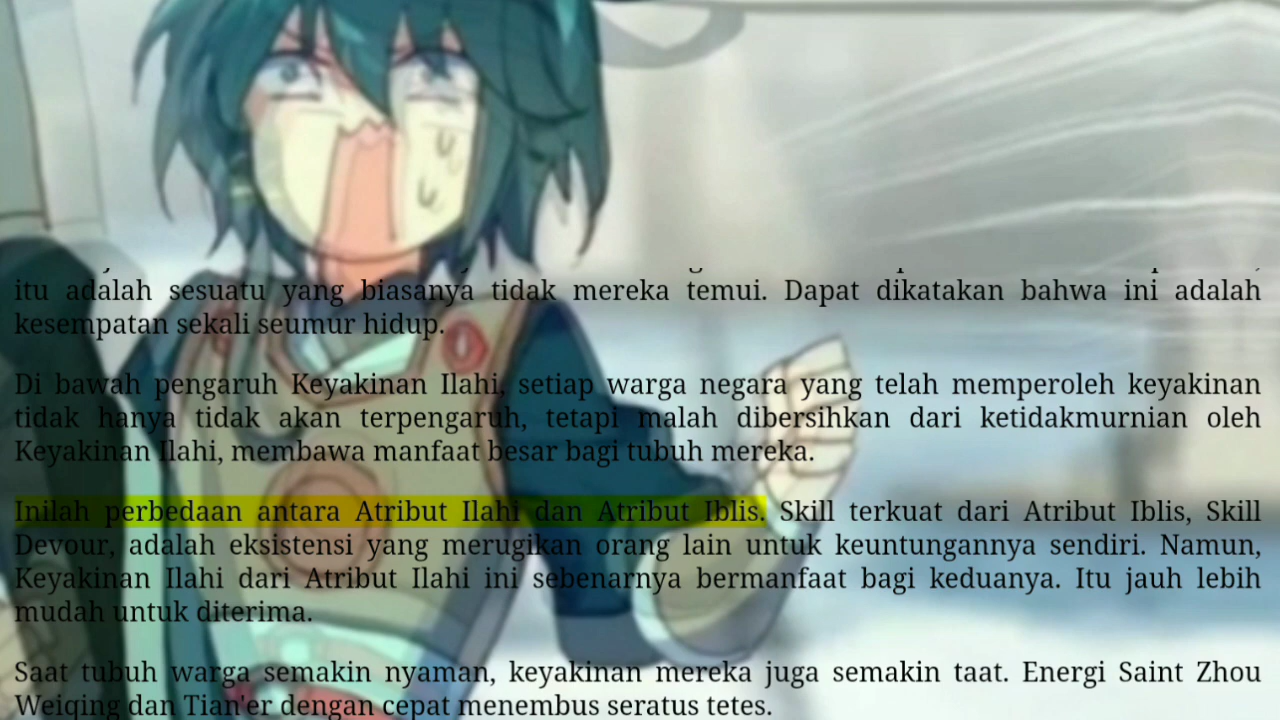 itu adalah sesuatu yang biasanya tidak mereka temui. Dapat dikatakan bahwa ini adalah
kesempatan sekali seumur hidup.
Di bawah pengaruh Keyakinan Ilahi, setiap warga negara yang telah memperoleh keyakinan
tidak hanya tidak akan terpengaruh, tetapi malah dibersihkan dari ketidakmurnian oleh
Keyakinan Ilahi, membawa manfaat besar bagi tubuh mereka.
Inilah perbedaan antara Atribut Ilahi dan Atribut Iblis. Skill terkuat dari Atribut Iblis, Skill
Devour, adalah eksistensi yang merugikan orang lain untuk keuntungannya sendiri. Namun,
Keyakinan Ilahi dari Atribut Ilahi ini sebenarnya bermanfaat bagi keduanya. Itu jauh lebih
mudah untuk diterima.
Saat tubuh warga semakin nyaman, keyakinan mereka juga semakin taat. Energi Saint Zhou
Weiqing dan Tian'er dengan cepat menembus seratus tetes.